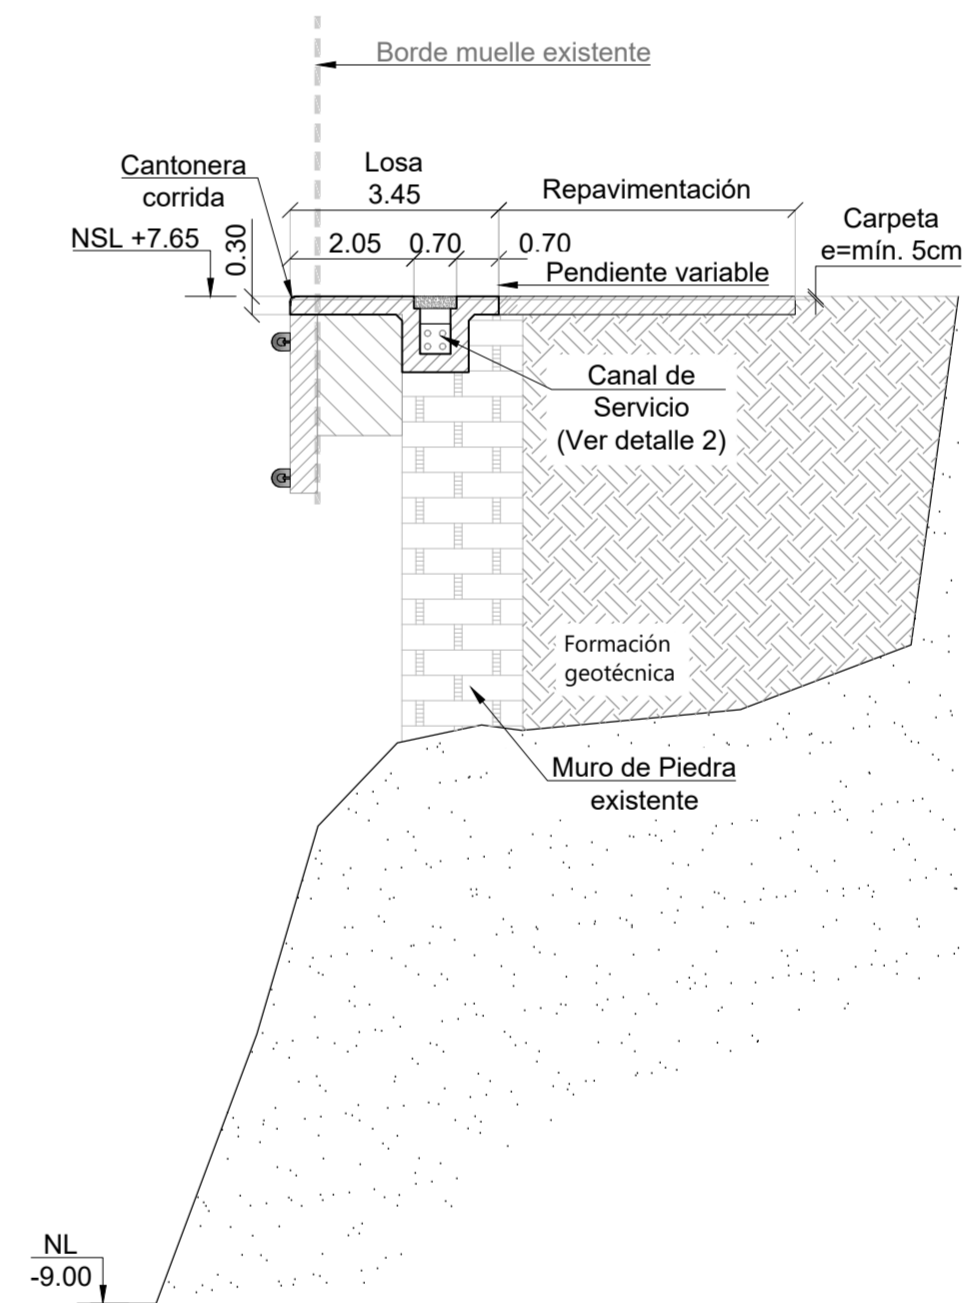 Borde muelle existente
Cantonera
corrida
Losa
3.45
Repavimentación
NSL +7.65
0.30
2.05
0.70
0.70
Carpeta
e=mín. 5cm
Pendiente variable
Canal de
Servicio
(Ver detalle 2)
Formación
geotécnica
Muro de Piedra
existente
NL
-9.00